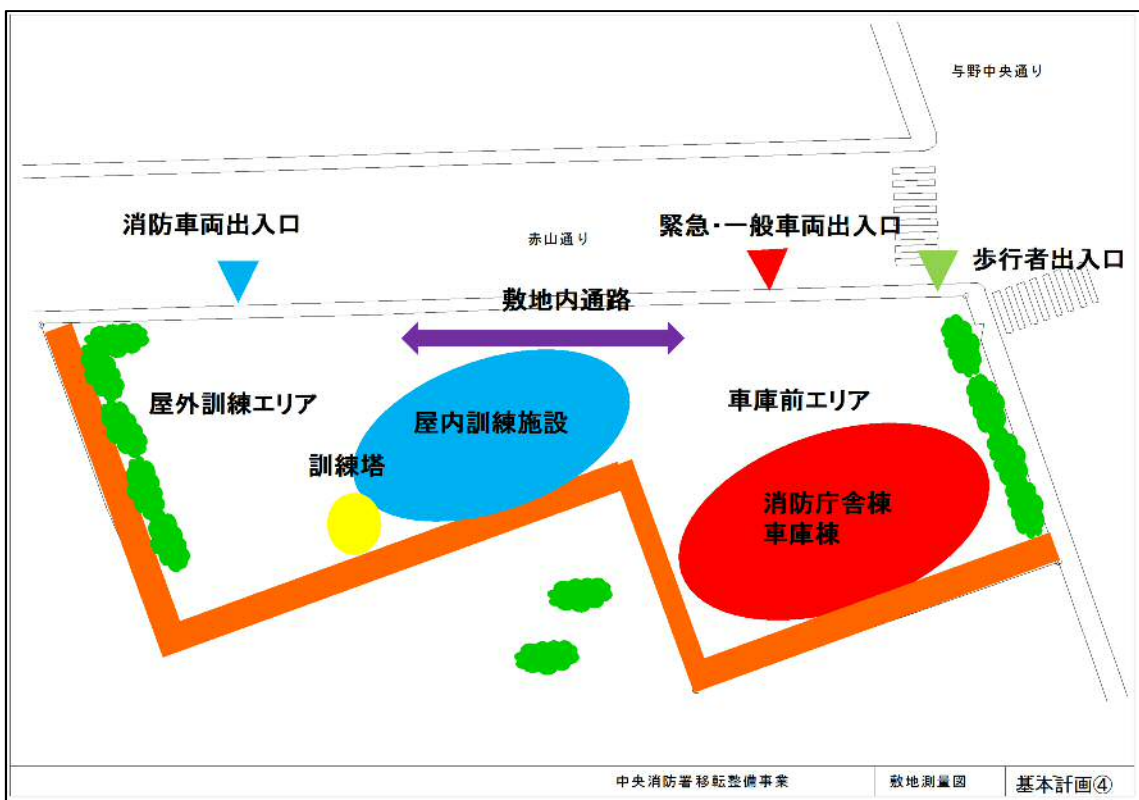 与野中央通り
消防車両出入口
赤山通り
緊急・一般車両出入口
歩行者出入口
敷地内通路
屋外訓練エリア
屋内訓練施設
車庫前エリア
訓練塔
消防庁舎棟
車庫棟
中央消防署移転整備事業
敷地測量図
基本計画④